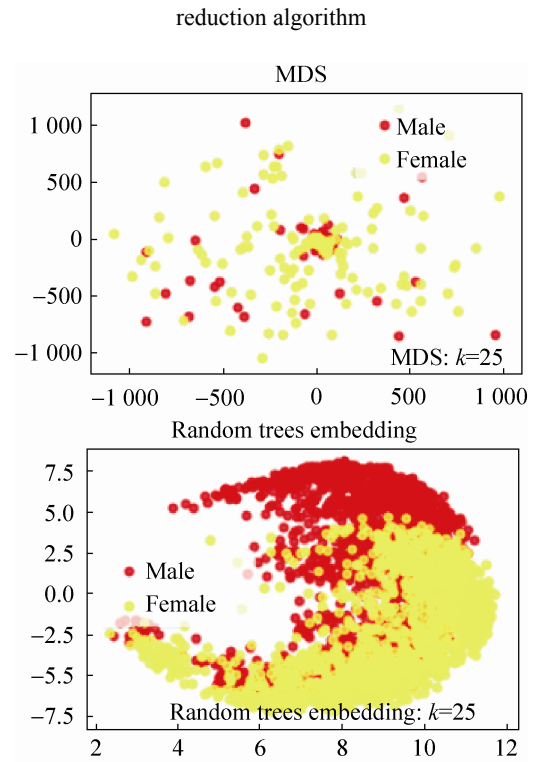 reduction algorithm
MDS
1 000
500
0
−500
−1 000
Male
Female
MDS: k=25
−1 000 −500 0 500 1 000
Random trees embedding
7.5
5.0
2.5
0.0
−2.5
−5.5
−7.5
Male
Female
Random trees embedding: k=25
2 4 6 8 10 12